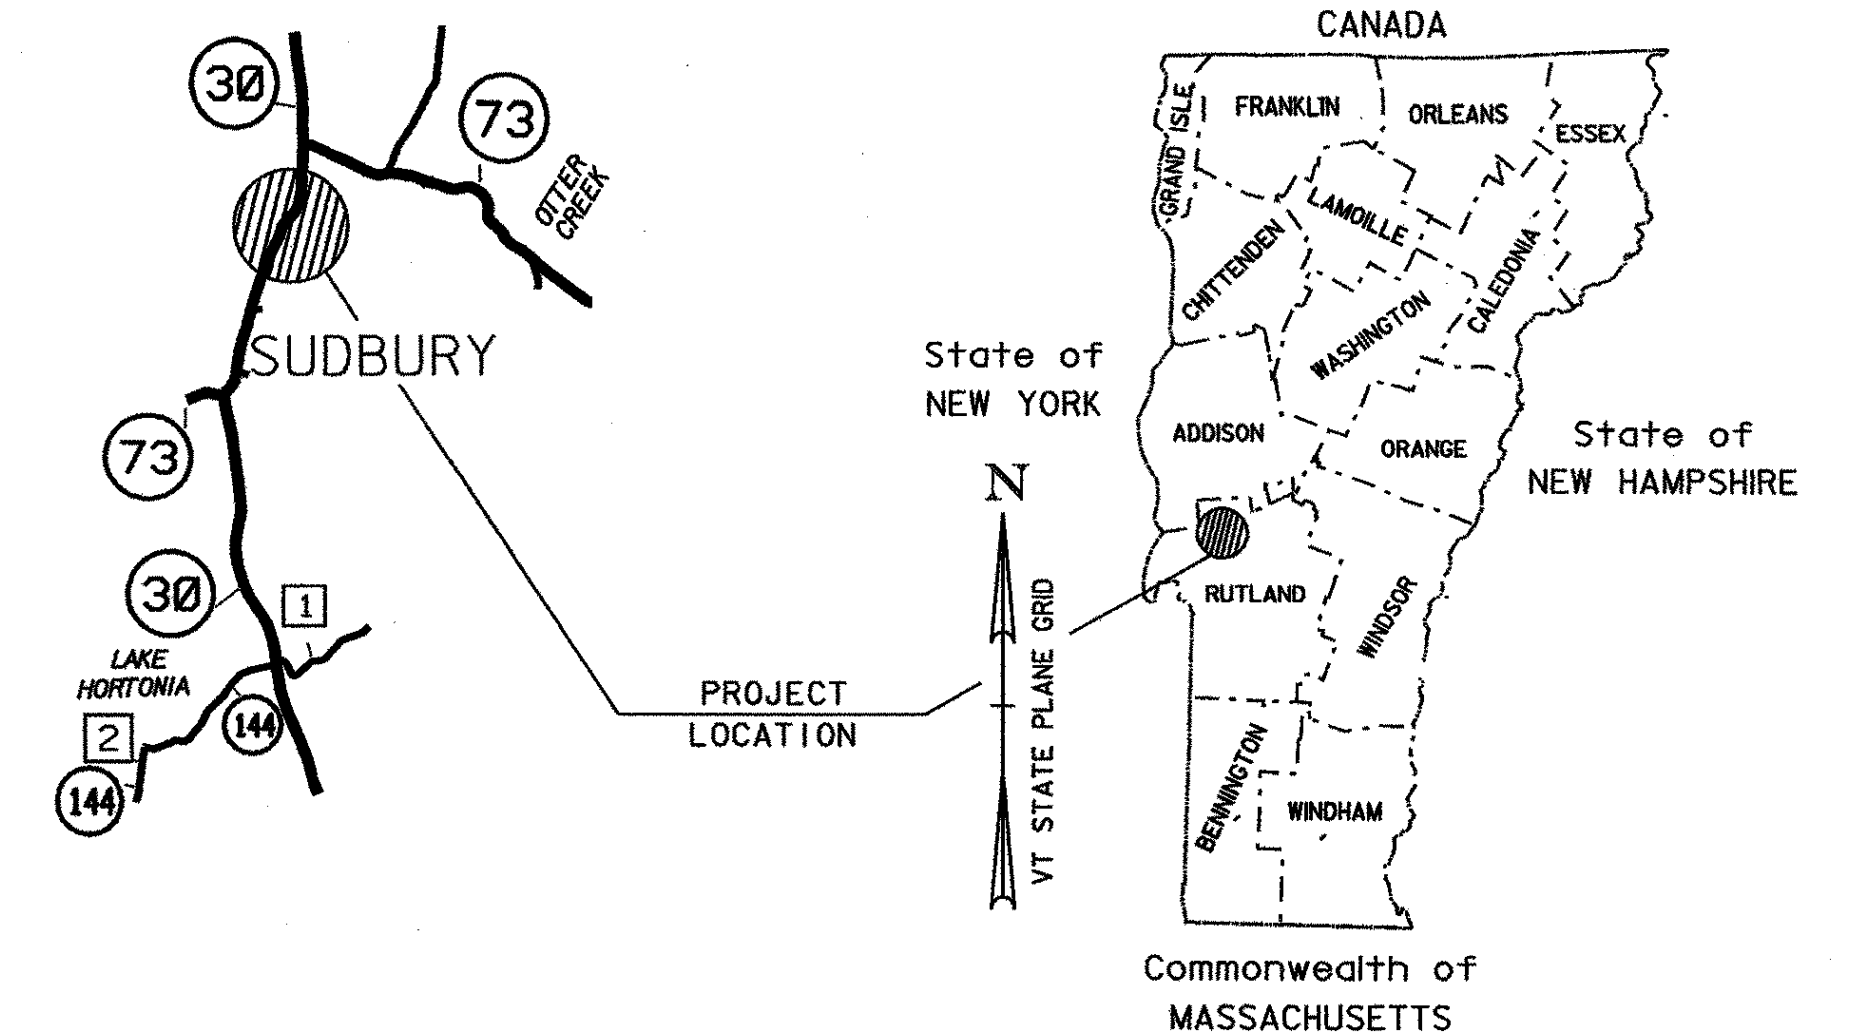 30
73
OTTER
CREEK
SUDBURY
73
30
1
LAKE
HORTONIA
144
2
144
PROJECT
LOCATION
N
VT STATE PLANE GRID
CANADA
GRAND ISLE
FRANKLIN
ORLEANS
ESSEX
LAMOILLE
CHITTENDEN
CALEDONIA
WASHINGTON
State of
NEW YORK
ADDISON
ORANGE
State of
NEW HAMPSHIRE
RUTLAND
WINDSOR
BENNINGTON
WINDHAM
Commonwealth of
MASSACHUSETTS